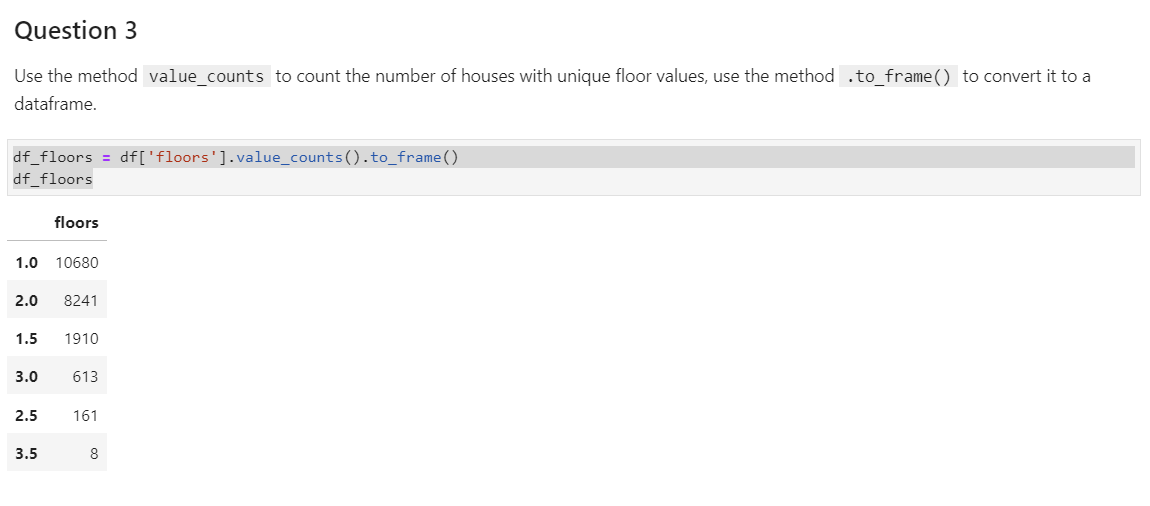 Question 3
Use the method value_counts to count the number of houses with unique floor values, use the method .to_frame() to convert it to a
dataframe.
df_floors = df['floors'].value_counts().to_frame()
df_floors
floors
1.0 10680
2.0 8241
1.5 1910
3.0 613
2.5 161
3.5 8